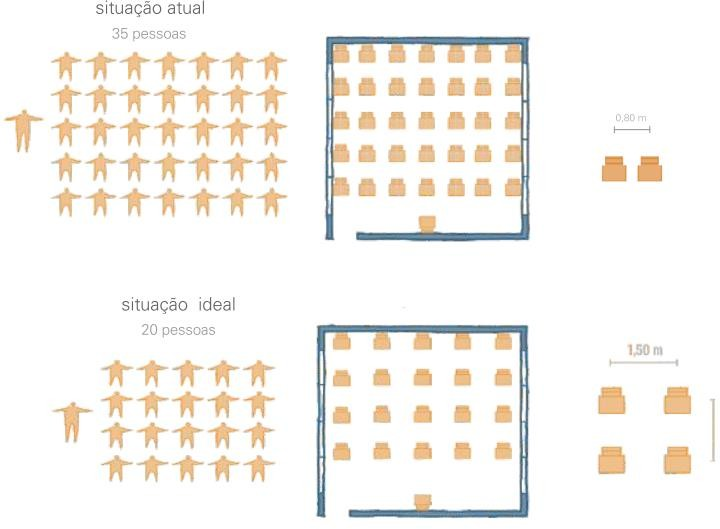 situação atual
35 pessoas
0,80 m
situação ideal
20 pessoas
1,50 m